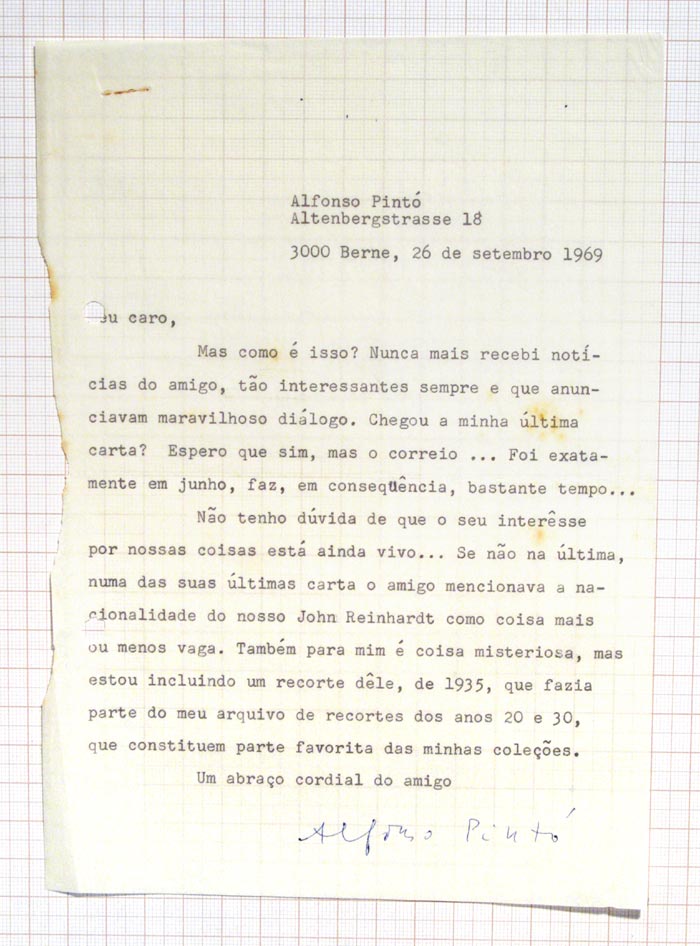 Alfonso Pintó
Altenbergstrasse 18
3000 Berne, 26 de setembro 1969
eu caro,
Mas como é isso? Nunca mais recebi notí-
cias do amigo, tão interessantes sempre e que anun-
ciavam maravilhoso diálogo. Chegou a minha última
carta? Espero que sim, mas o correio ... Foi exata-
mente em junho, faz, em conseqüência, bastante tempo...
Não tenho dúvida de que o seu interêsse
por nossas coisas está ainda vivo... Se não na última,
numa das suas últimas carta o amigo mencionava a na-
cionalidade do nosso John Reinhardt como coisa mais
ou menos vaga. Também para mim é coisa misteriosa, mas
estou incluindo um recorte dêle, de 1935, que fazia
parte do meu arquivo de recortes dos anos 20 e 30,
que constituem parte favorita das minhas coleções.
Um abraço cordial do amigo
Alfonso Pintó